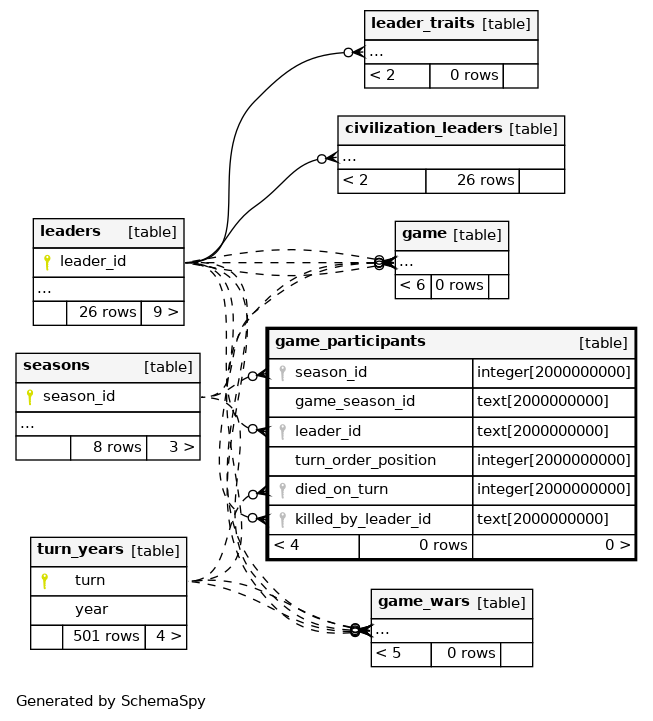 leader_traits [table]
...
< 2 0 rows
civilization_leaders [table]
...
< 2 26 rows
leaders [table]
leader_id
...
26 rows 9 >
game [table]
...
< 6 0 rows
game_participants [table]
season_id integer[2000000000]
game_season_id text[2000000000]
leader_id text[2000000000]
turn_order_position integer[2000000000]
died_on_turn integer[2000000000]
killed_by_leader_id text[2000000000]
< 4 0 rows 0 >
seasons [table]
season_id
...
8 rows 3 >
turn_years [table]
turn
year
501 rows 4 >
game_wars [table]
...
< 5 0 rows
Generated by SchemaSpy